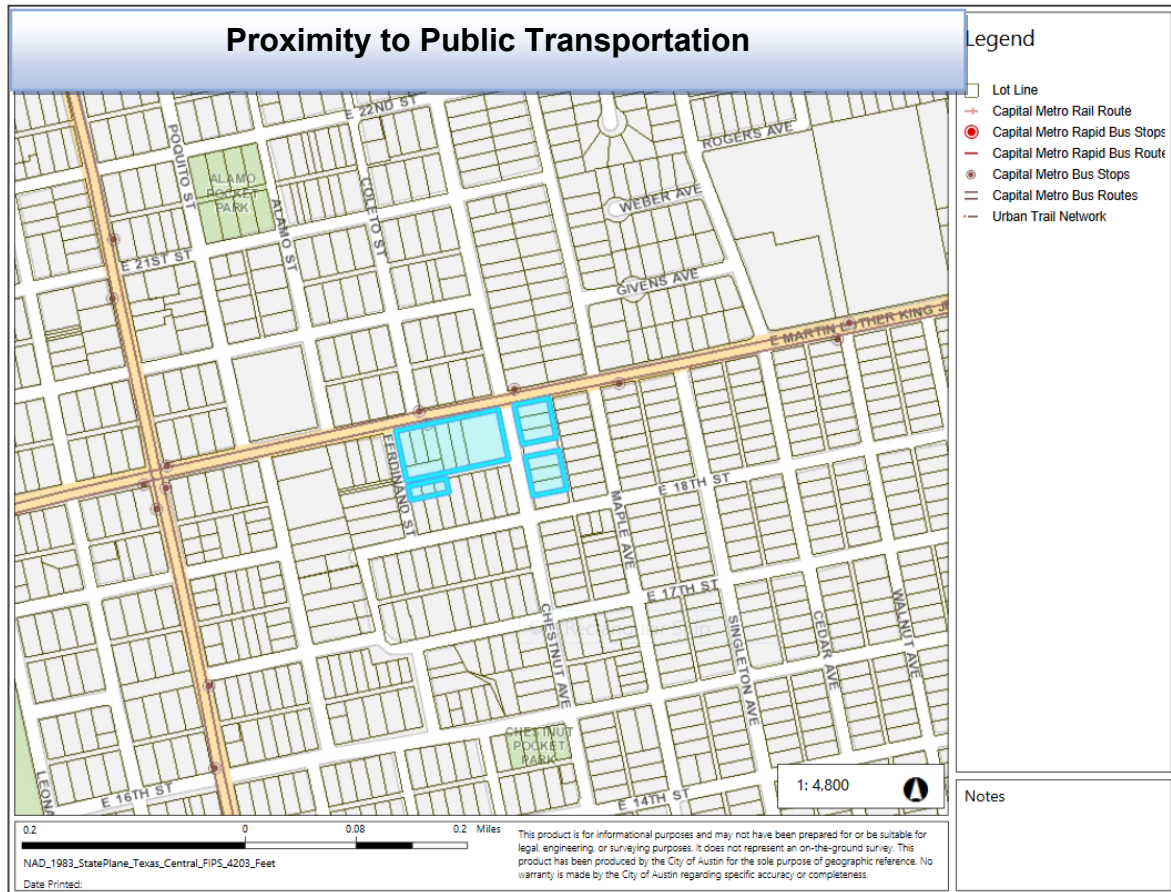 Proximity to Public Transportation
Legend
Lot Line
Capital Metro Rail Route
Capital Metro Rapid Bus Stops
Capital Metro Rapid Bus Route
Capital Metro Bus Stops
Capital Metro Bus Routes
Urban Trail Network
E 22ND ST
POQUITO ST
ALAMO
POCKET
PARK
ALAMO ST
COLETO ST
ROGERS AVE
WEBER AVE
E 21ST ST
GIVENS AVE
E MARTIN LUTHER KING J
FERDINAND ST
E 18TH ST
MAPLE AVE
E 17TH ST
CHESTNUT AVE
SINGLETON AVE
CEDAR AVE
WALNUT AVE
CHESTNUT
POCKET
PARK
LEONA
E 16TH ST
E 14TH ST
1: 4,800
Notes
0.2 0 0.08 0.2 Miles
NAD_1983_StatePlane_Texas_Central_FIPS_4203_Feet
Date Printed:
This product is for informational purposes and may not have been prepared for or be suitable for
legal, engineering, or surveying purposes. It does not represent an on-the-ground survey. This
product has been produced by the City of Austin for the sole purpose of geographic reference. No
warranty is made by the City of Austin regarding specific accuracy or completeness.